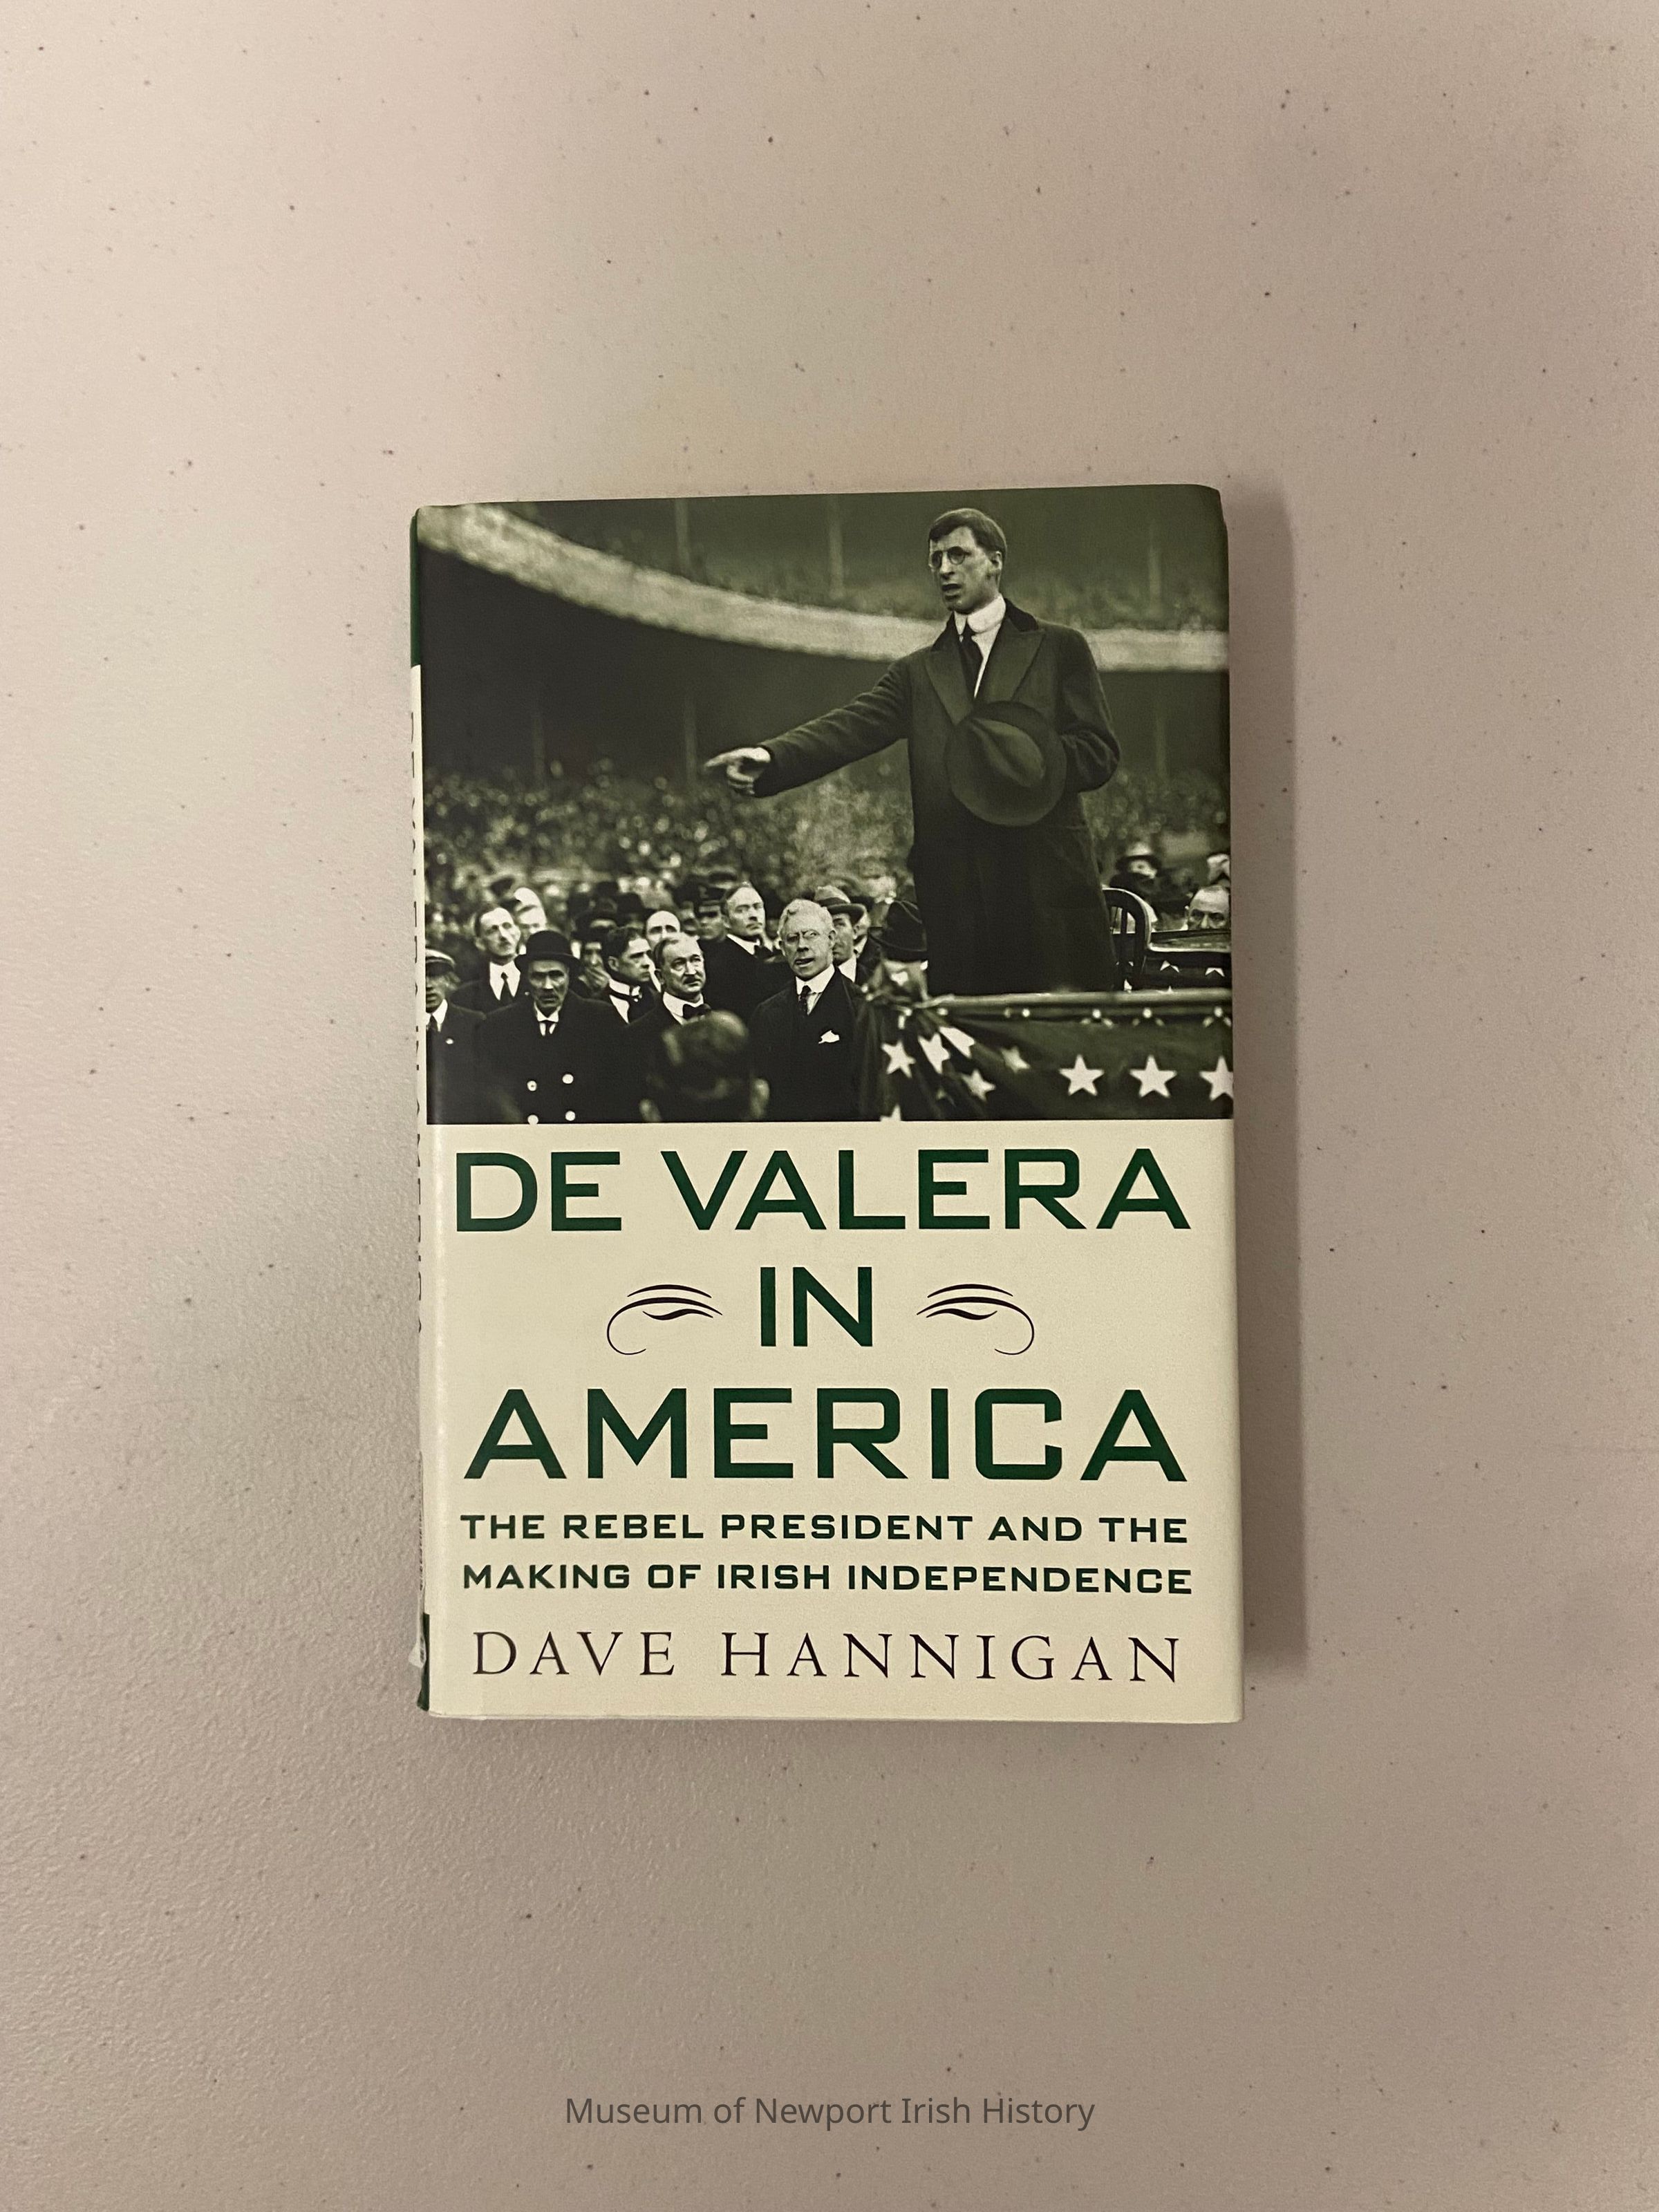 DE VALERA
IN
AMERICA
THE REBEL PRESIDENT AND THE
MAKING OF IRISH INDEPENDENCE
DAVE HANNIGAN
Museum of Newport Irish History